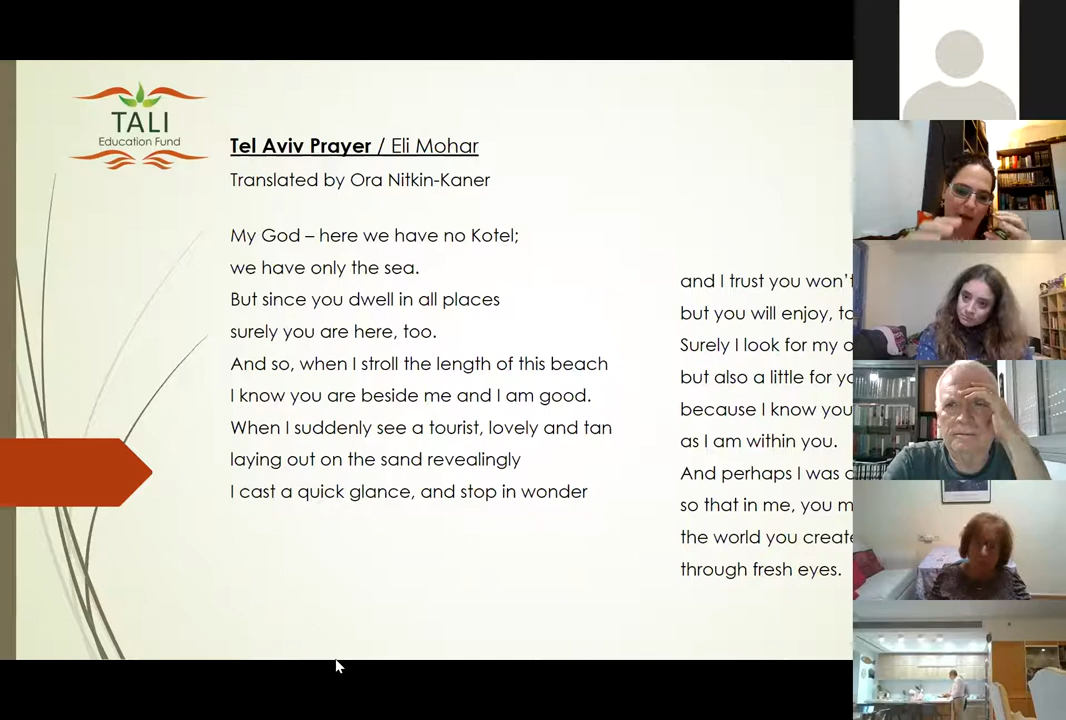 TALI
Education Fund
Tel Aviv Prayer / Eli Mohar
Translated by Ora Nitkin-Kaner
My God – here we have no Kotel;
we have only the sea.
But since you dwell in all places
surely you are here, too.
And so, when I stroll the length of this beach
I know you are beside me and I am good.
When I suddenly see a tourist, lovely and tan
laying out on the sand revealingly
I cast a quick glance, and stop in wonder
and I trust you won't
but you will enjoy,
Surely I look for my
but also a little for
because I know you
as I am within you.
And perhaps I was
so that in me, you
the world you
through fresh eyes.